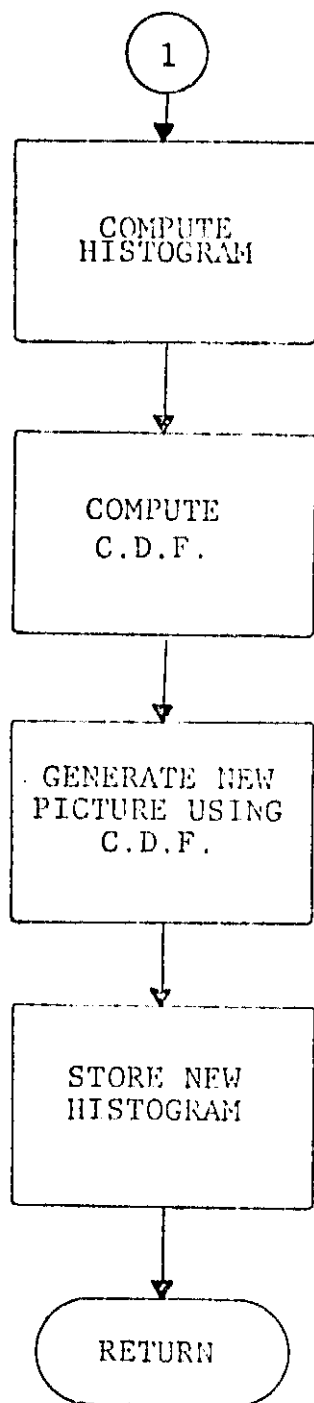 1
COMPUTE
HISTOGRAM
COMPUTE
C.D.F.
GENERATE NEW
PICTURE USING
C.D.F.
STORE NEW
HISTOGRAM
RETURN